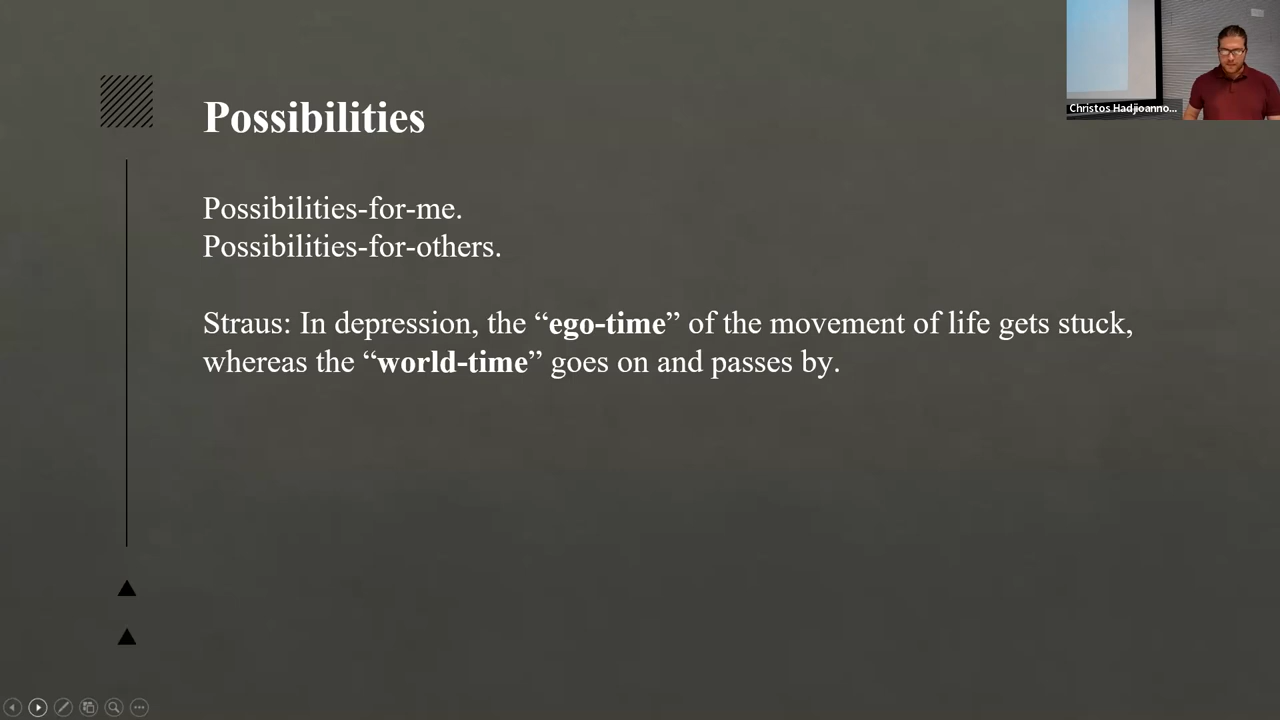 Possibilities
Christos Hadjioanno...
Possibilities-for-me.
Possibilities-for-others.
Straus: In depression, the “ego-time” of the movement of life gets stuck,
whereas the “world-time” goes on and passes by.